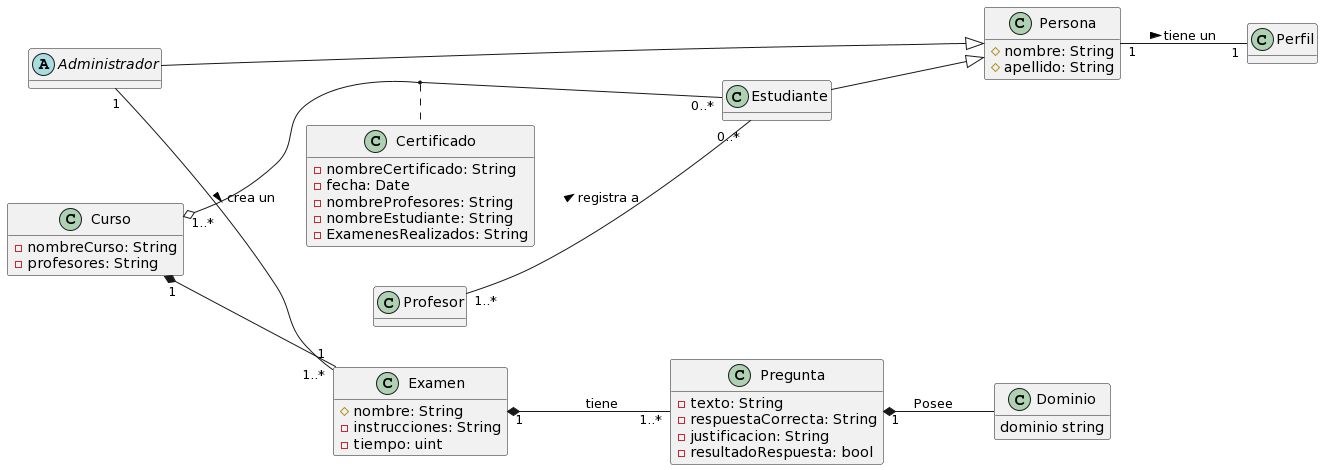 C Persona
nombre: String
apellido: String
1
tiene un
1
C Perfil
A Administrador
1
C Estudiante
0..*
0..*
C Certificado
nombreCertificado: String
fecha: Date
nombreProfesores: String
nombreEstudiante: String
ExamenesRealizados: String
crea un
registra a
C Curso
nombreCurso: String
profesores: String
1..*
1
C Profesor
1..*
1
1..*
C Examen
nombre: String
instrucciones: String
tiempo: uint
1
tiene
1..*
C Pregunta
texto: String
respuestaCorrecta: String
justificacion: String
resultadoRespuesta: bool
1
Posee
C Dominio
dominio string